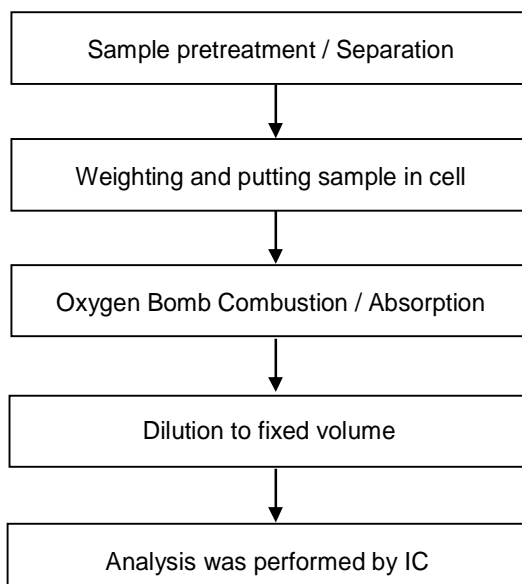 Sample pretreatment / Separation
Weighting and putting sample in cell
Oxygen Bomb Combustion / Absorption
Dilution to fixed volume
Analysis was performed by IC